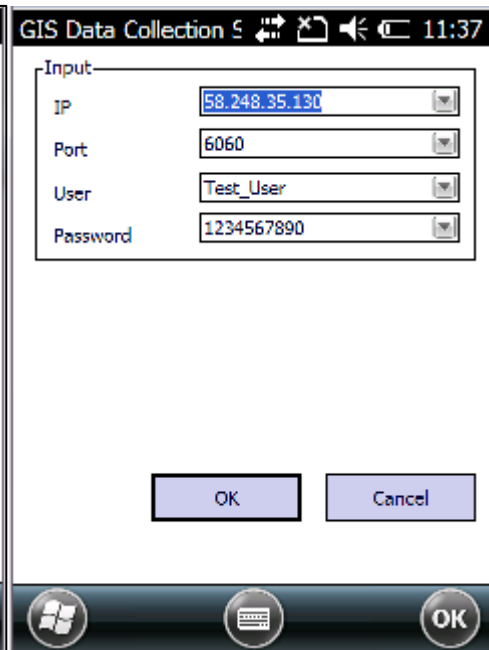 GIS Data Collection S 11:37
Input
IP 58.248.35.130
Port 6060
User Test_User
Password 1234567890
OK Cancel
OK